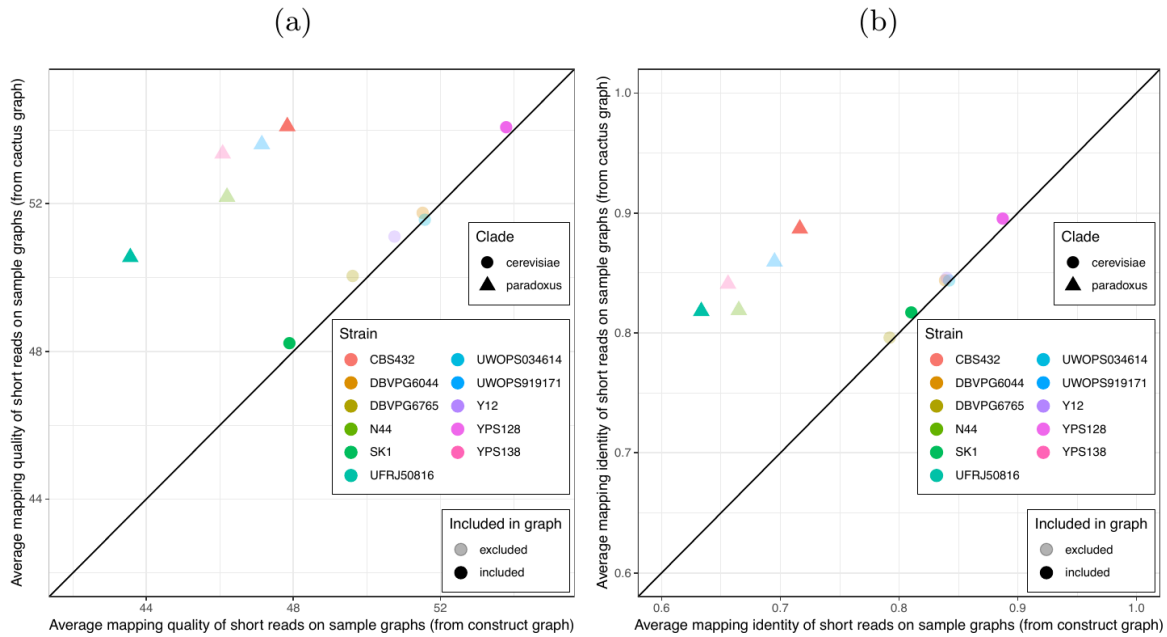 (a)
Average mapping quality of short reads on sample graphs (from cactus graph)
52
48
44
44
48
52
Average mapping quality of short reads on sample graphs (from construct graph)
Clade
cerevisiae
paradoxus
Strain
CBS432
UWOPS034614
DBVPG6044
UWOPS919171
DBVPG6765
Y12
N44
YPS128
SK1
YPS138
UFRJ50816
Included in graph
excluded
included
(b)
Average mapping identity of short reads on sample graphs (from cactus graph)
1.0
0.9
0.8
0.7
0.6
0.6
0.7
0.8
0.9
1.0
Average mapping identity of short reads on sample graphs (from construct graph)
Clade
cerevisiae
paradoxus
Strain
CBS432
UWOPS034614
DBVPG6044
UWOPS919171
DBVPG6765
Y12
N44
YPS128
SK1
YPS138
UFRJ50816
Included in graph
excluded
included